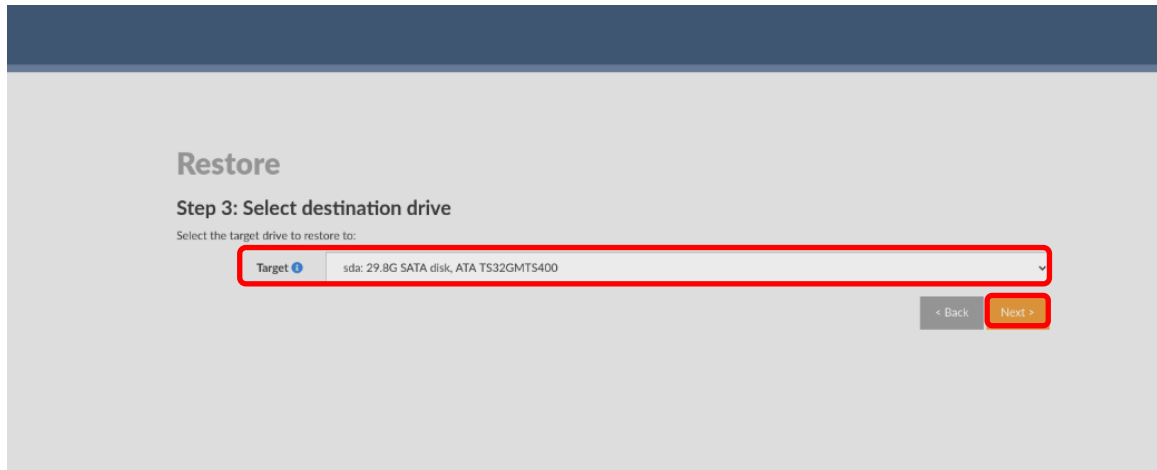 Restore
Step 3: Select destination drive
Select the target drive to restore to:
Target sda: 29.8G SATA disk, ATA TS32GMTS400
< Back Next >